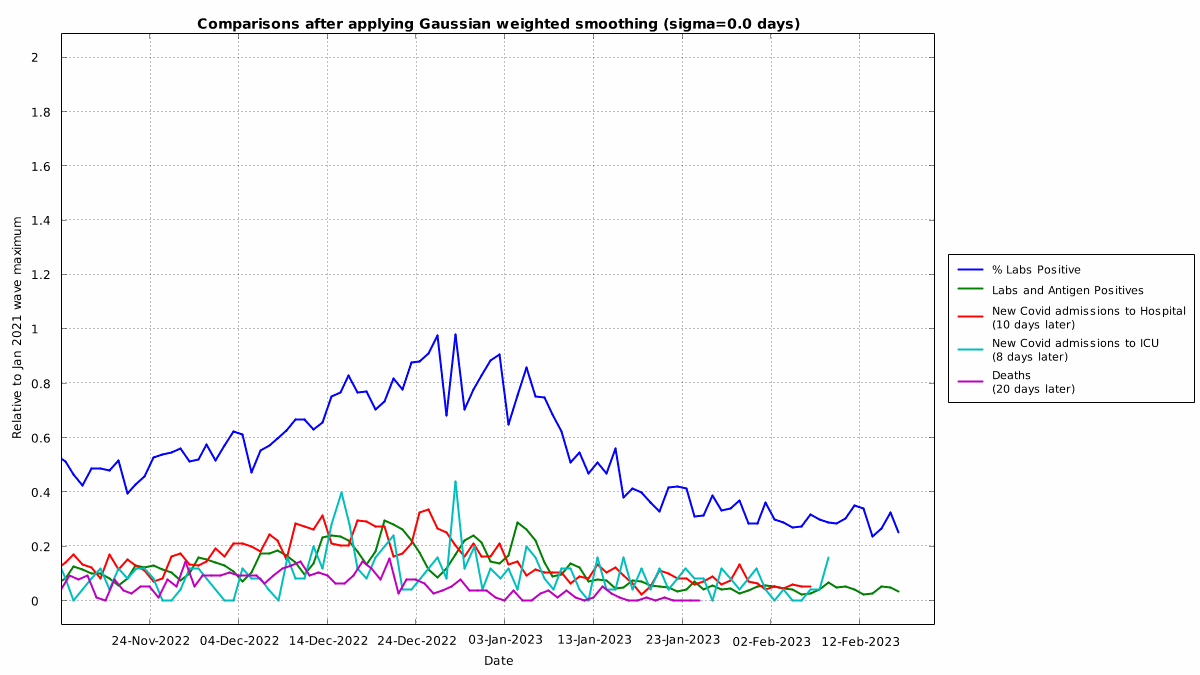 Comparisons after applying Gaussian weighted smoothing (sigma=0.0 days)
Relative to Jan 2021 wave maximum
2
1.8
1.6
1.4
1.2
1
0.8
0.6
0.4
0.2
0
24-Nov-2022 04-Dec-2022 14-Dec-2022 24-Dec-2022 03-Jan-2023 13-Jan-2023 23-Jan-2023 02-Feb-2023 12-Feb-2023
Date
% Labs Positive
Labs and Antigen Positives
New Covid admissions to Hospital
(10 days later)
New Covid admissions to ICU
(8 days later)
Deaths
(20 days later)